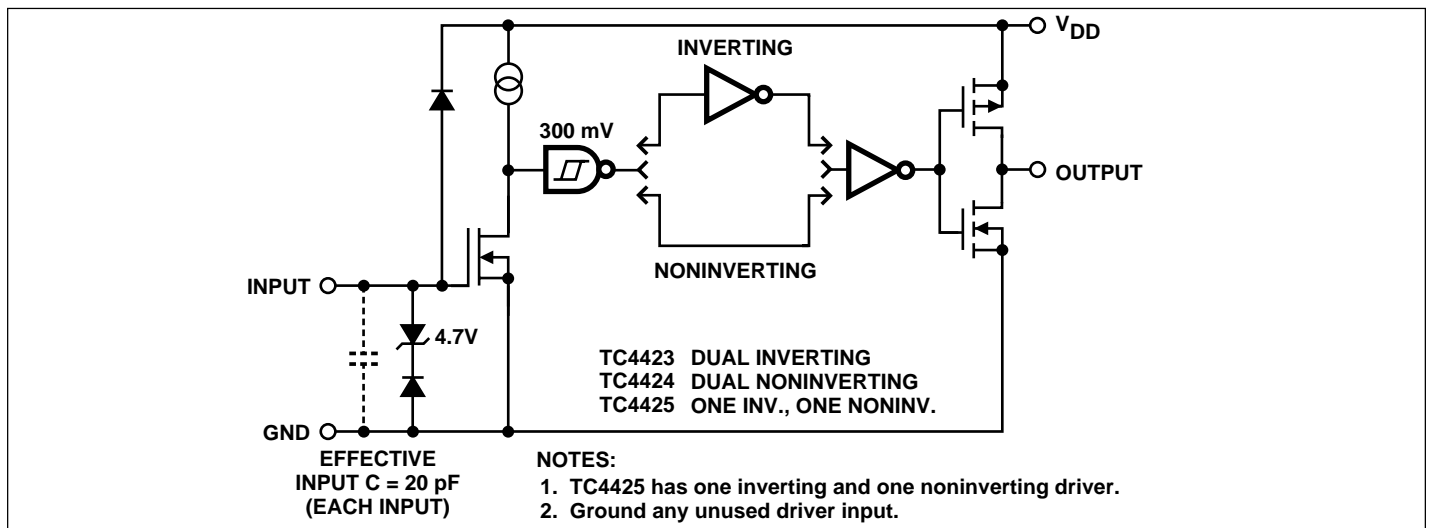 V_DD
INVERTING
300 mV
OUTPUT
NONINVERTING
INPUT
4.7V
TC4423 DUAL INVERTING
TC4424 DUAL NONINVERTING
TC4425 ONE INV., ONE NONINV.
GND
EFFECTIVE
INPUT C = 20 pF
(EACH INPUT)
NOTES:
1. TC4425 has one inverting and one noninverting driver.
2. Ground any unused driver input.